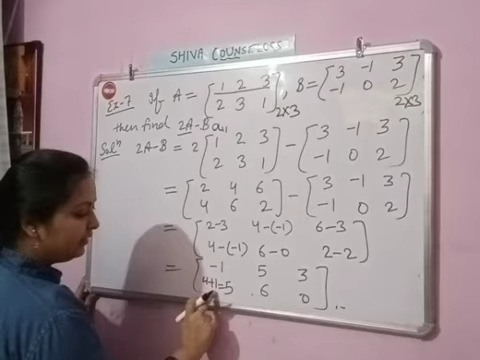 SHIVA COUNSELORS
Ex-7 If A = [1 2 3 2 3 1] 2×3, B = [3 -1 3 -1 0 2] 2×3
then find 2A-B
Solⁿ 2A-B = 2 [1 2 3 2 3 1] - [3 -1 3 -1 0 2]
= [2 4 6 4 6 2] - [3 -1 3 -1 0 2]
= [2-3 4-(-1) 6-3 4-(-1) 6-0 2-2]
= [-1 5 3 4+1=5 6 0]